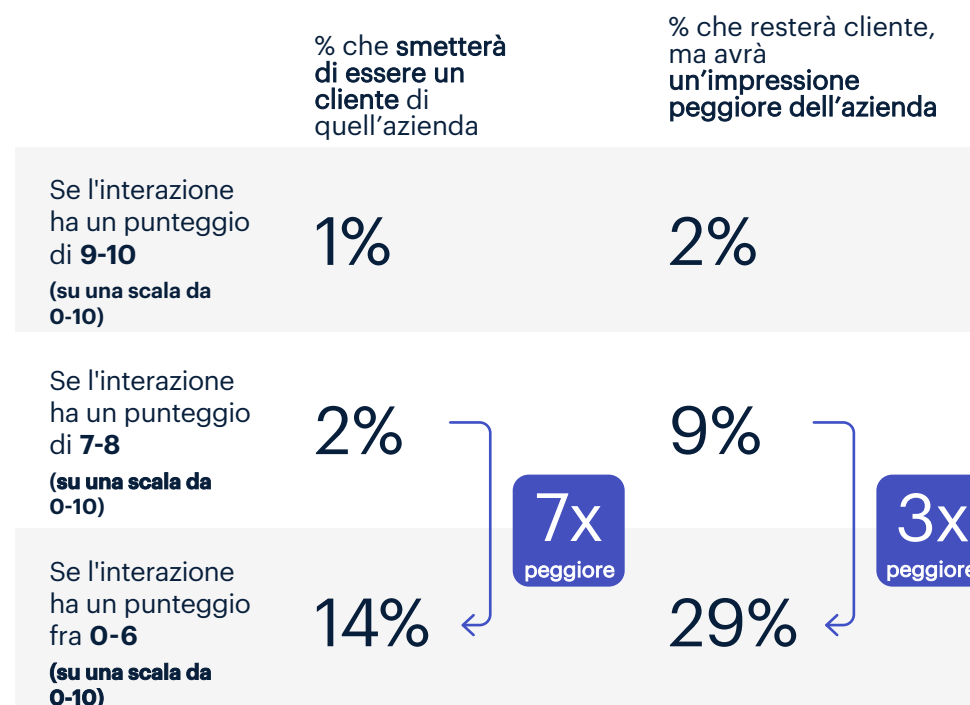 % che smetterà
di essere un
cliente di
quell’azienda
% che resterà cliente,
ma avrà
un’impressione
peggiore dell’azienda
Se l'interazione
ha un punteggio
di 9-10
(su una scala da
0-10)
1%
2%
Se l'interazione
ha un punteggio
di 7-8
(su una scala da
0-10)
2%
9%
7x
peggiore
3x
peggiore
Se l'interazione
ha un punteggio
fra 0-6
(su una scala da
0-10)
14%
29%